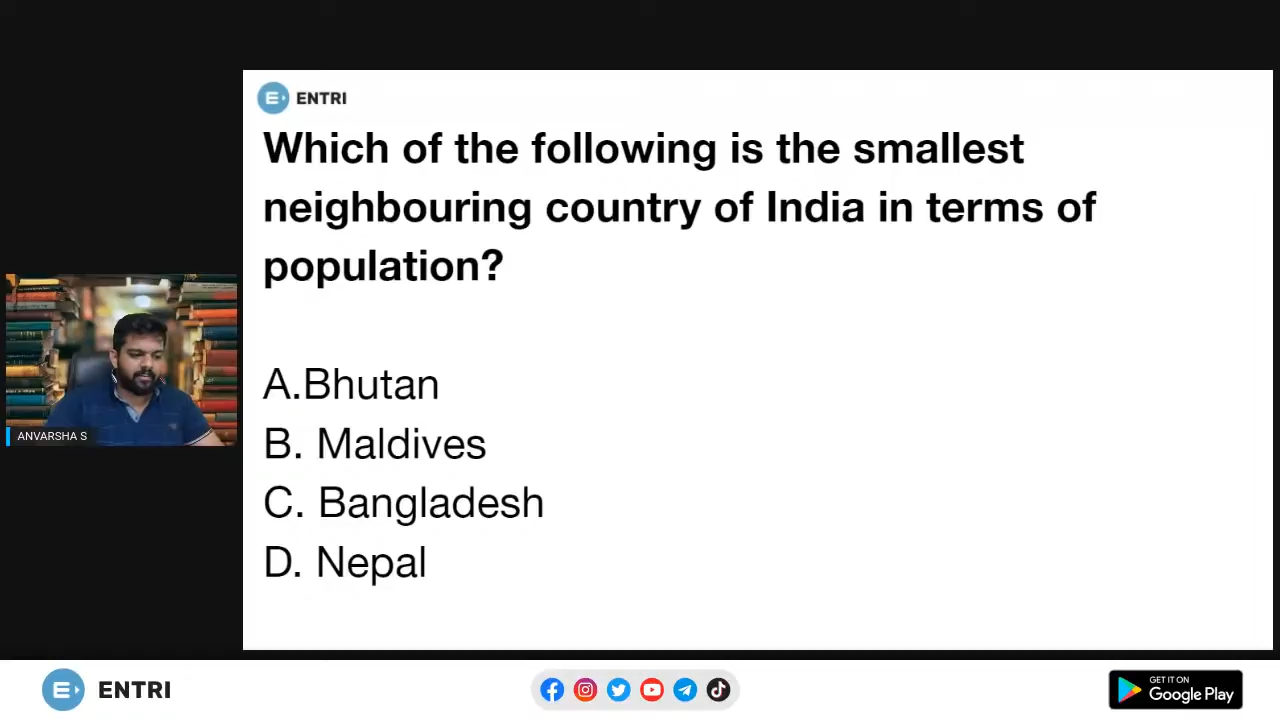 ENTRI
Which of the following is the smallest
neighbouring country of India in terms of
population?
A.Bhutan
B. Maldives
C. Bangladesh
D. Nepal
ANVARSHA S
ENTRI
GET IT ON
Google Play